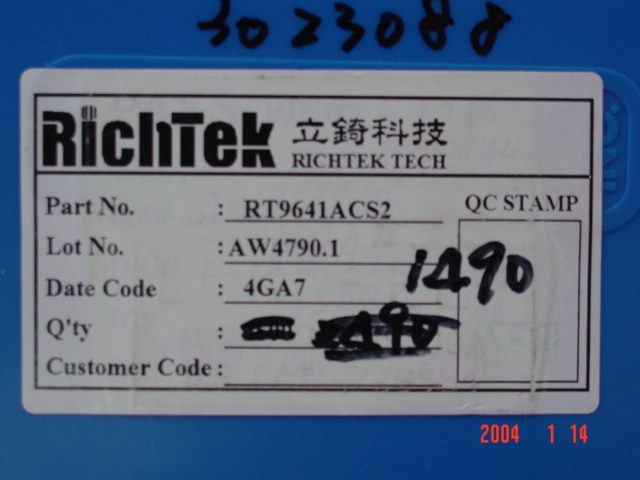 3023088
RichTek 立錡科技
RICHTEK TECH
Part No. : RT9641ACS2 QC STAMP
Lot No. : AW4790.1
1490
Date Code : 4GA7
Q'ty : 490
Customer Code :
2004 1 14